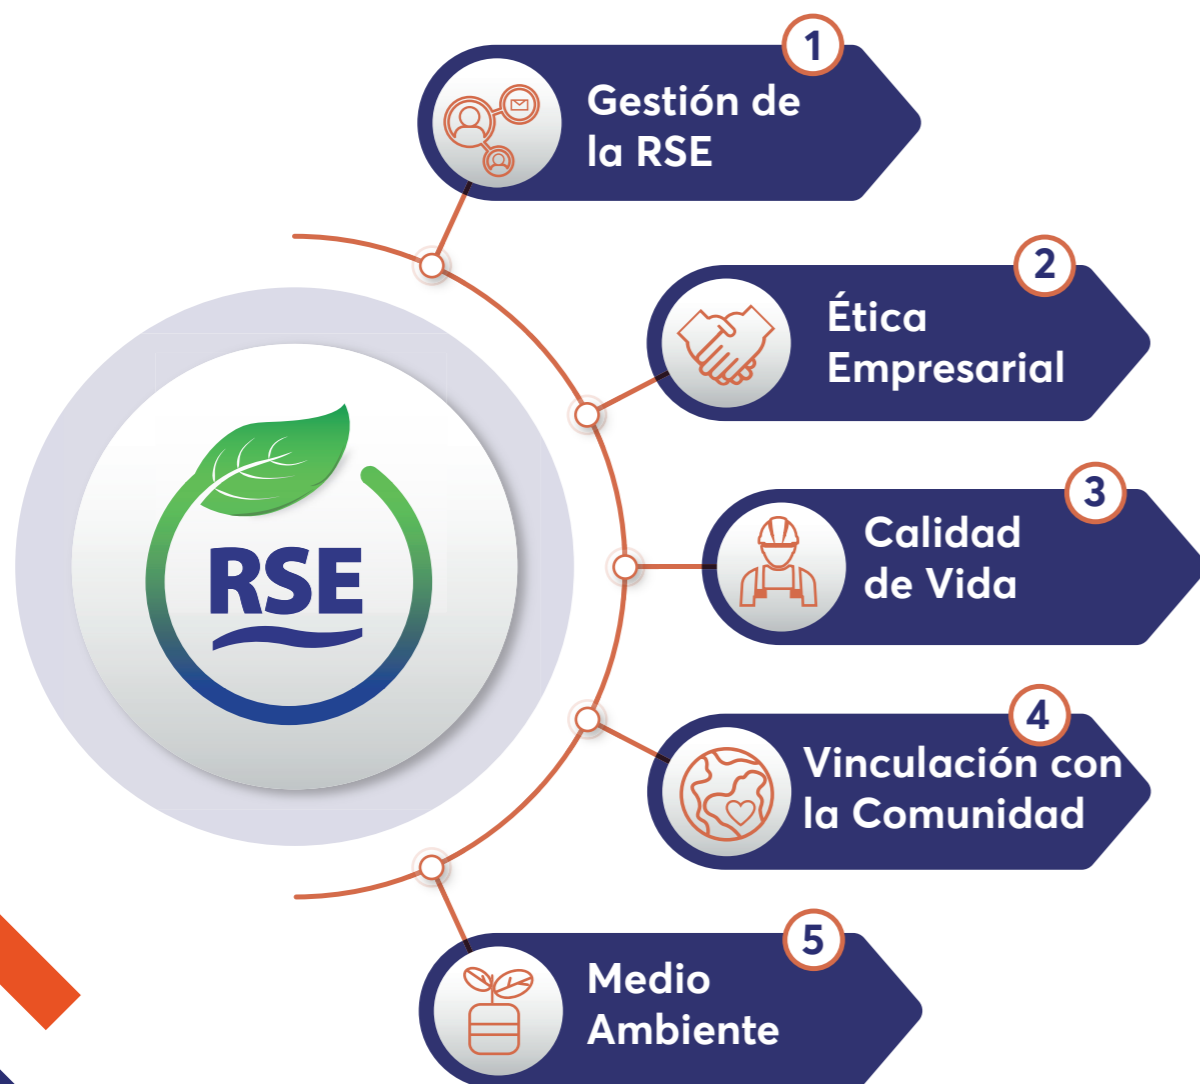 1
Gestión de
la RSE
2
Ética
Empresarial
RSE
3
Calidad
de Vida
4
Vinculación con
la Comunidad
5
Medio
Ambiente